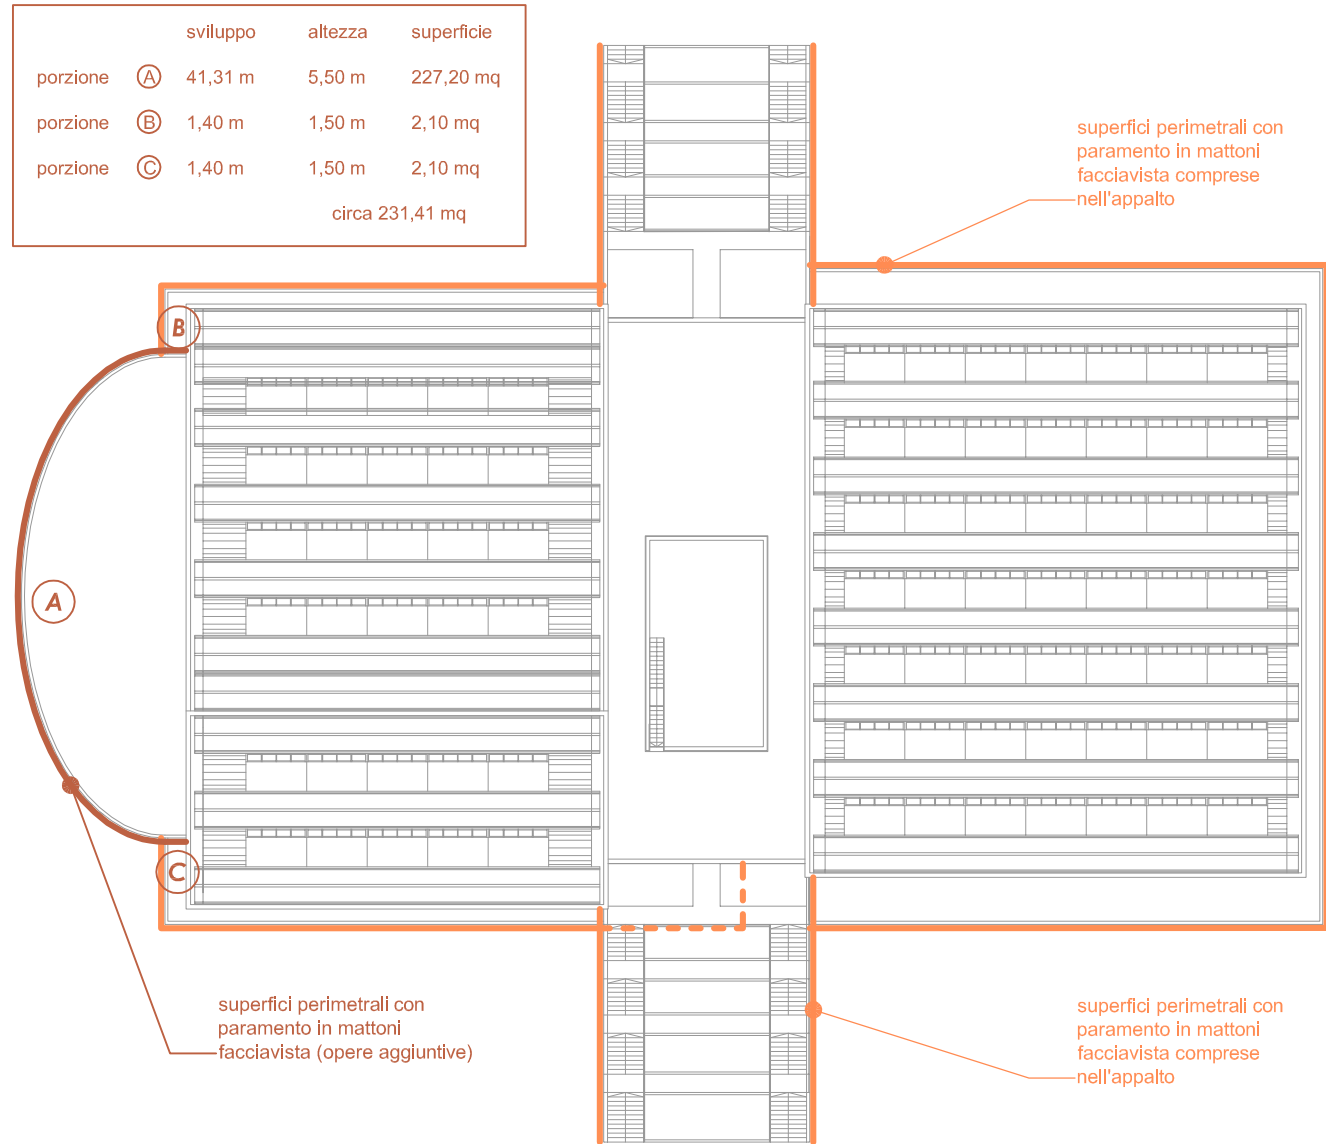 sviluppo altezza superficie
porzione A 41,31 m 5,50 m 227,20 mq
porzione B 1,40 m 1,50 m 2,10 mq
porzione C 1,40 m 1,50 m 2,10 mq
circa 231,41 mq
superfici perimetrali con
paramento in mattoni
facciavista comprese
nell'appalto
B
A
C
superfici perimetrali con
paramento in mattoni
facciavista (opere aggiuntive)
superfici perimetrali con
paramento in mattoni
facciavista comprese
nell'appalto